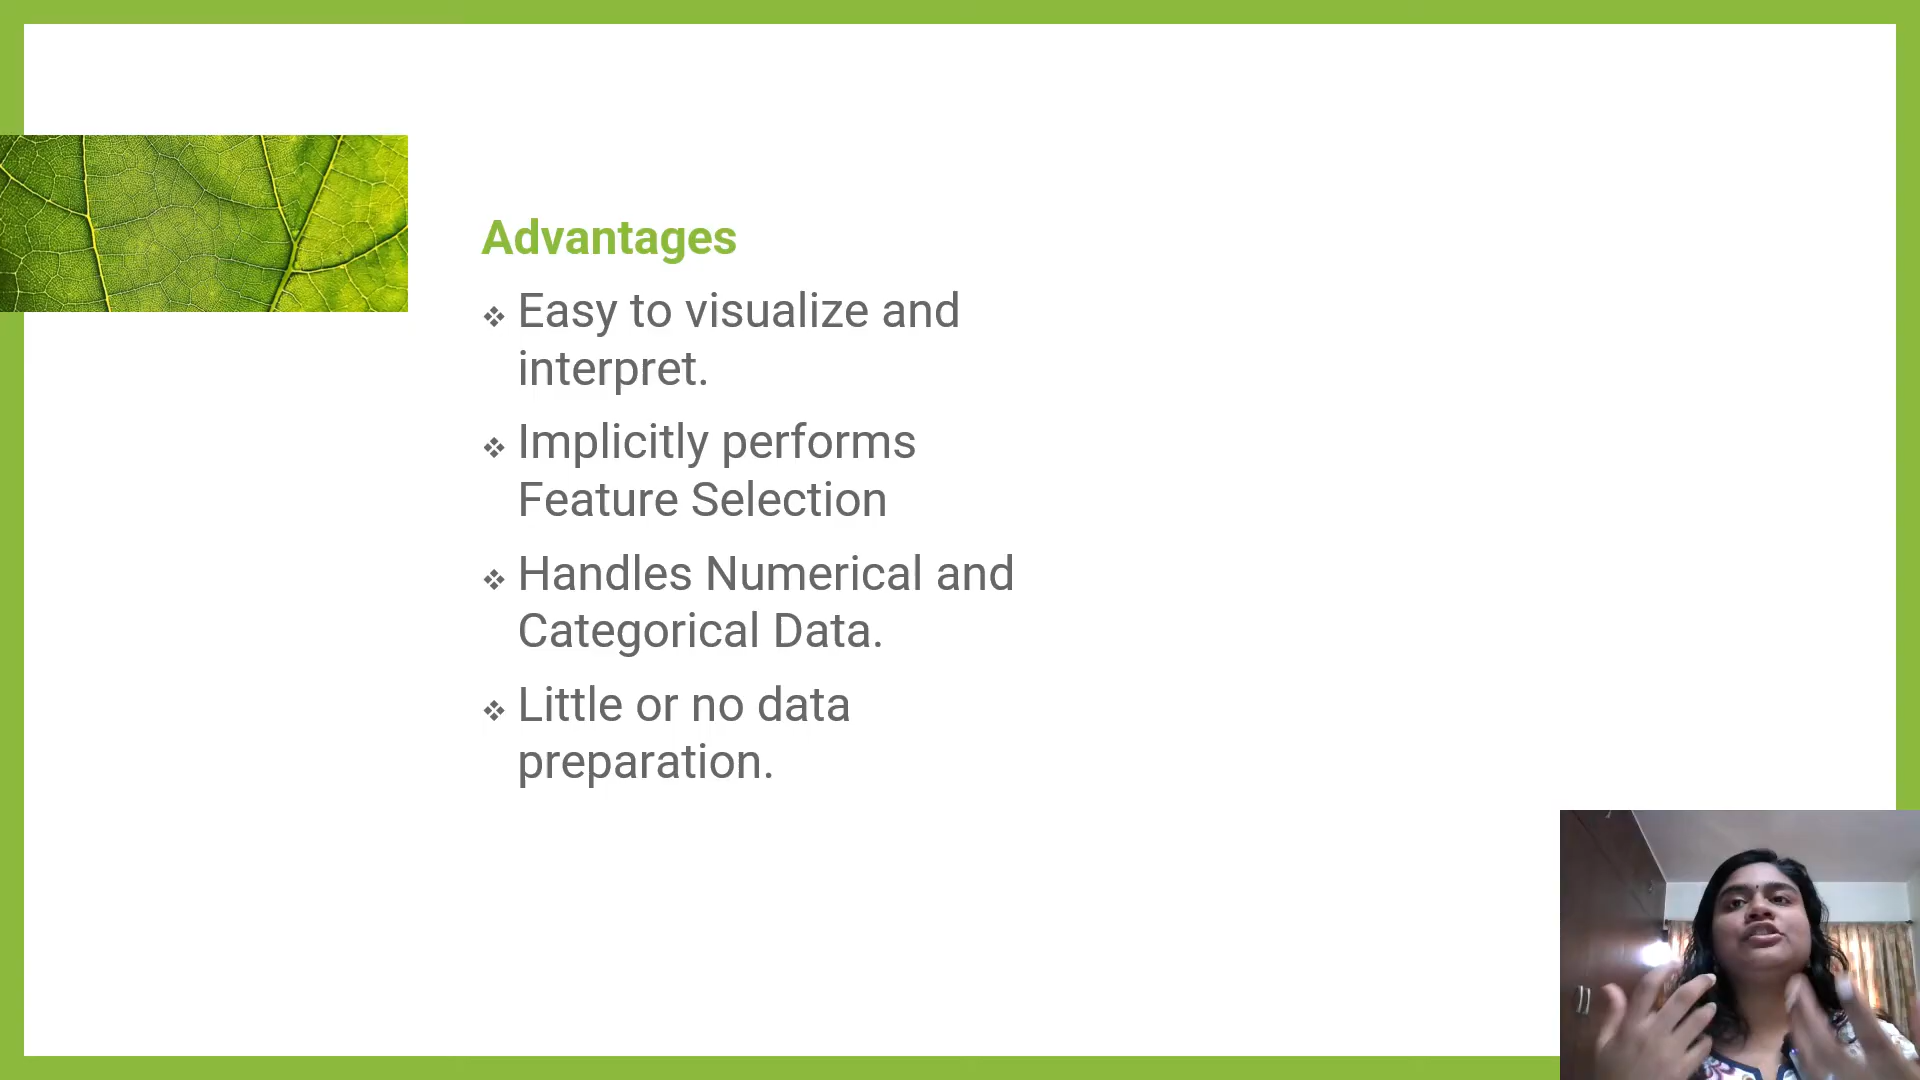 Advantages
❖ Easy to visualize and
interpret.
❖ Implicitly performs
Feature Selection
❖ Handles Numerical and
Categorical Data.
❖ Little or no data
preparation.